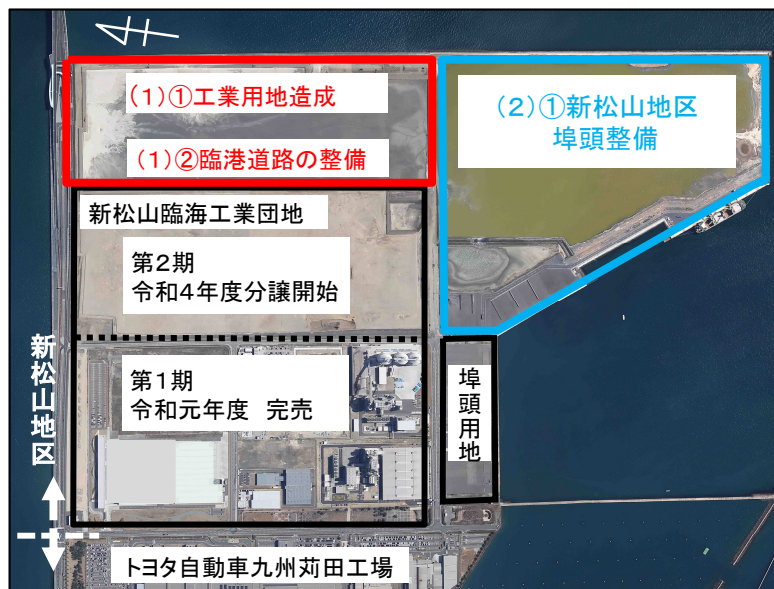 (1)①工業用地造成
(1)②臨港道路の整備
(2)①新松山地区
埠頭整備
新松山臨海工業団地
第2期
令和4年度分譲開始
第1期
令和元年度 完売
埠頭用地
新松山地区
トヨタ自動車九州苅田工場